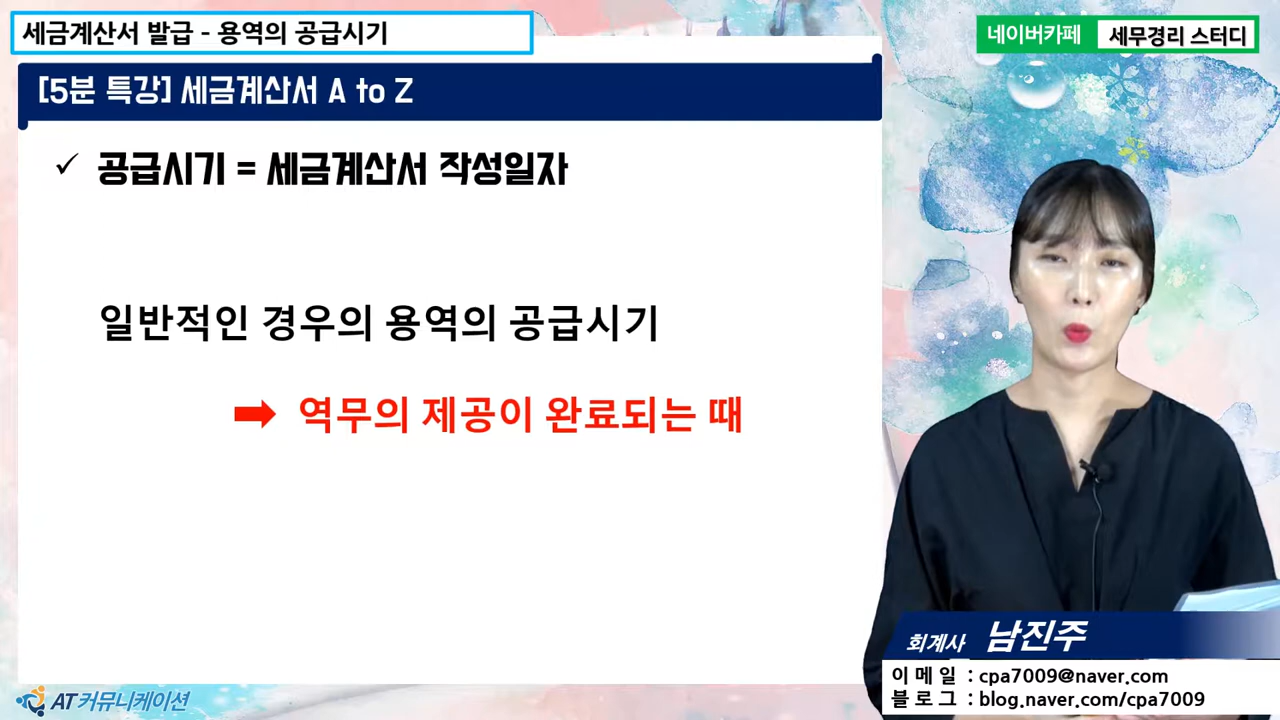 세금계산서 발급 - 용역의 공급시기
네이버카페 세무경리 스터디
[5분 특강] 세금계산서 A to Z
✓ 공급시기 = 세금계산서 작성일자
일반적인 경우의 용역의 공급시기
➡ 역무의 제공이 완료되는 때
회계사 남진주
이 메 일 : cpa7009@naver.com
블 로 그 : blog.naver.com/cpa7009
AT커뮤니케이션